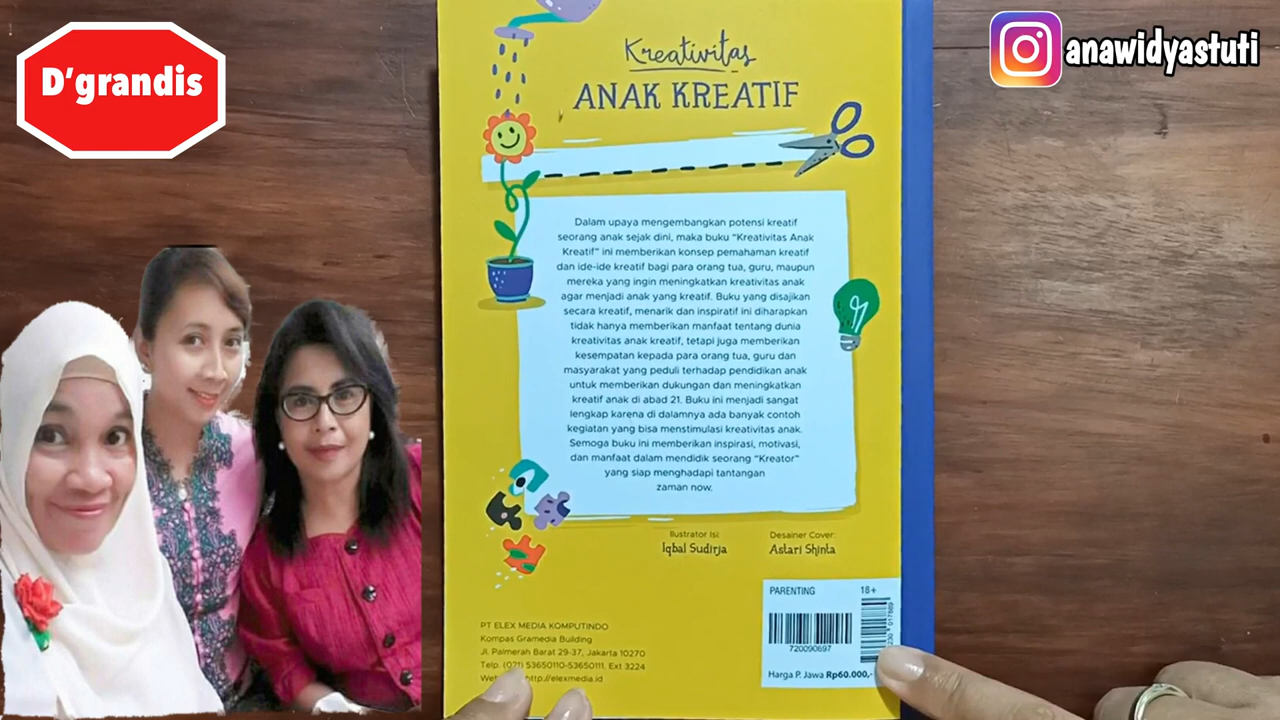 D'grandis
anawidyastuti
Kreativitas
ANAK KREATIF
Dalam upaya mengembangkan potensi kreatif
seorang anak sejak dini, maka buku "Kreativitas Anak
Kreatif" ini memberikan konsep pemahaman kreatif
dan ide-ide kreatif bagi para orang tua, guru, maupun
mereka yang ingin meningkatkan kreativitas anak
agar menjadi anak yang kreatif. Buku yang disajikan
secara kreatif, menarik dan inspiratif ini diharapkan
tidak hanya memberikan manfaat tentang dunia
kreativitas anak kreatif, tetapi juga memberikan
kesempatan kepada para orang tua, guru dan
masyarakat yang peduli terhadap pendidikan anak
untuk memberikan dukungan dan meningkatkan
kreatif anak di abad 21. Buku ini menjadi sangat
lengkap karena di dalamnya ada banyak contoh
kegiatan yang bisa menstimulasi kreativitas anak.
Semoga buku ini memberikan inspirasi, motivasi,
dan manfaat dalam mendidik seorang "Kreator"
yang siap menghadapi tantangan
zaman now.
Ilustrator Isi:
Iqbal Sudirja
Desainer Cover:
Astari Shinta
PT ELEX MEDIA KOMPUTINDO
Kompas Gramedia Building
Jl. Palmerah Barat 29-37, Jakarta 10270
Telp. (021) 53650110-53650111. Ext 3224
http://elexmedia.id
PARENTING
18+
720090697
Harga P. Jawa Rp60.000,-